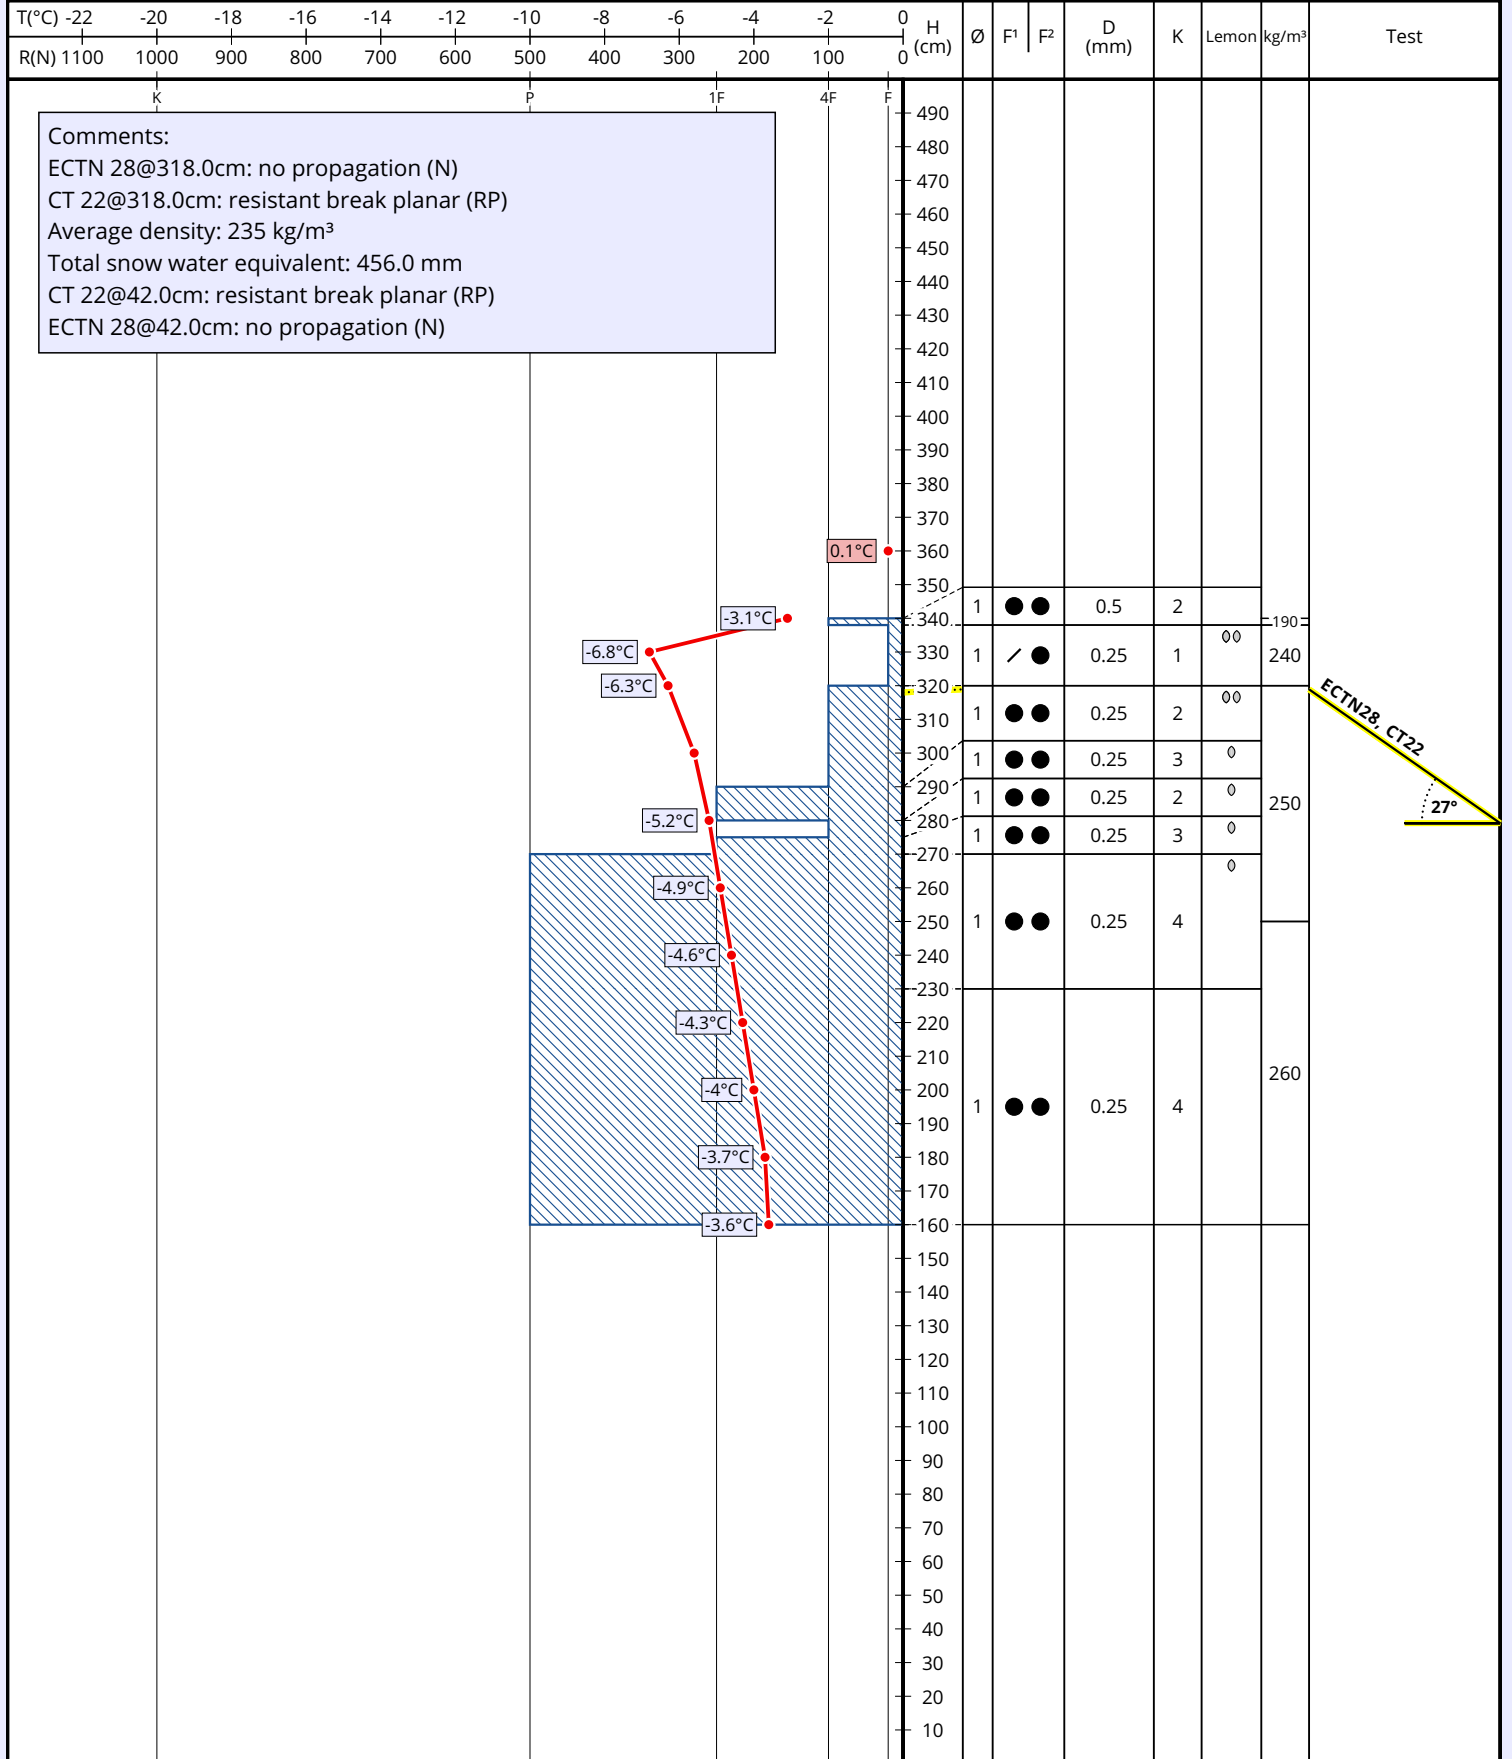 T(°C) -22 -20 -18 -16 -14 -12 -10 -8 -6 -4 -2 0
R(N) 1100 1000 900 800 700 600 500 400 300 200 100 0
H (cm) Ø F¹ F² D (mm) K Lemon kg/m³ Test
K P 1F 4F F
Comments:
ECTN 28@318.0cm: no propagation (N)
CT 22@318.0cm: resistant break planar (RP)
Average density: 235 kg/m³
Total snow water equivalent: 456.0 mm
CT 22@42.0cm: resistant break planar (RP)
ECTN 28@42.0cm: no propagation (N)
490
480
470
460
450
440
430
420
410
400
390
380
370
0.1°C 360
350
1 0.5 2
-3.1°C 340 190
-6.8°C 330 1 0.25 1 240
-6.3°C 320
ECTN28, CT22
310 1 0.25 2
300 1 0.25 3
290 1 0.25 2 250 27°
-5.2°C 280 1 0.25 3
270
-4.9°C 260
250 1 0.25 4
-4.6°C 240
230
-4.3°C 220
210 260
-4°C 200
190 1 0.25 4
-3.7°C 180
170
-3.6°C 160
150
140
130
120
110
100
90
80
70
60
50
40
30
20
10